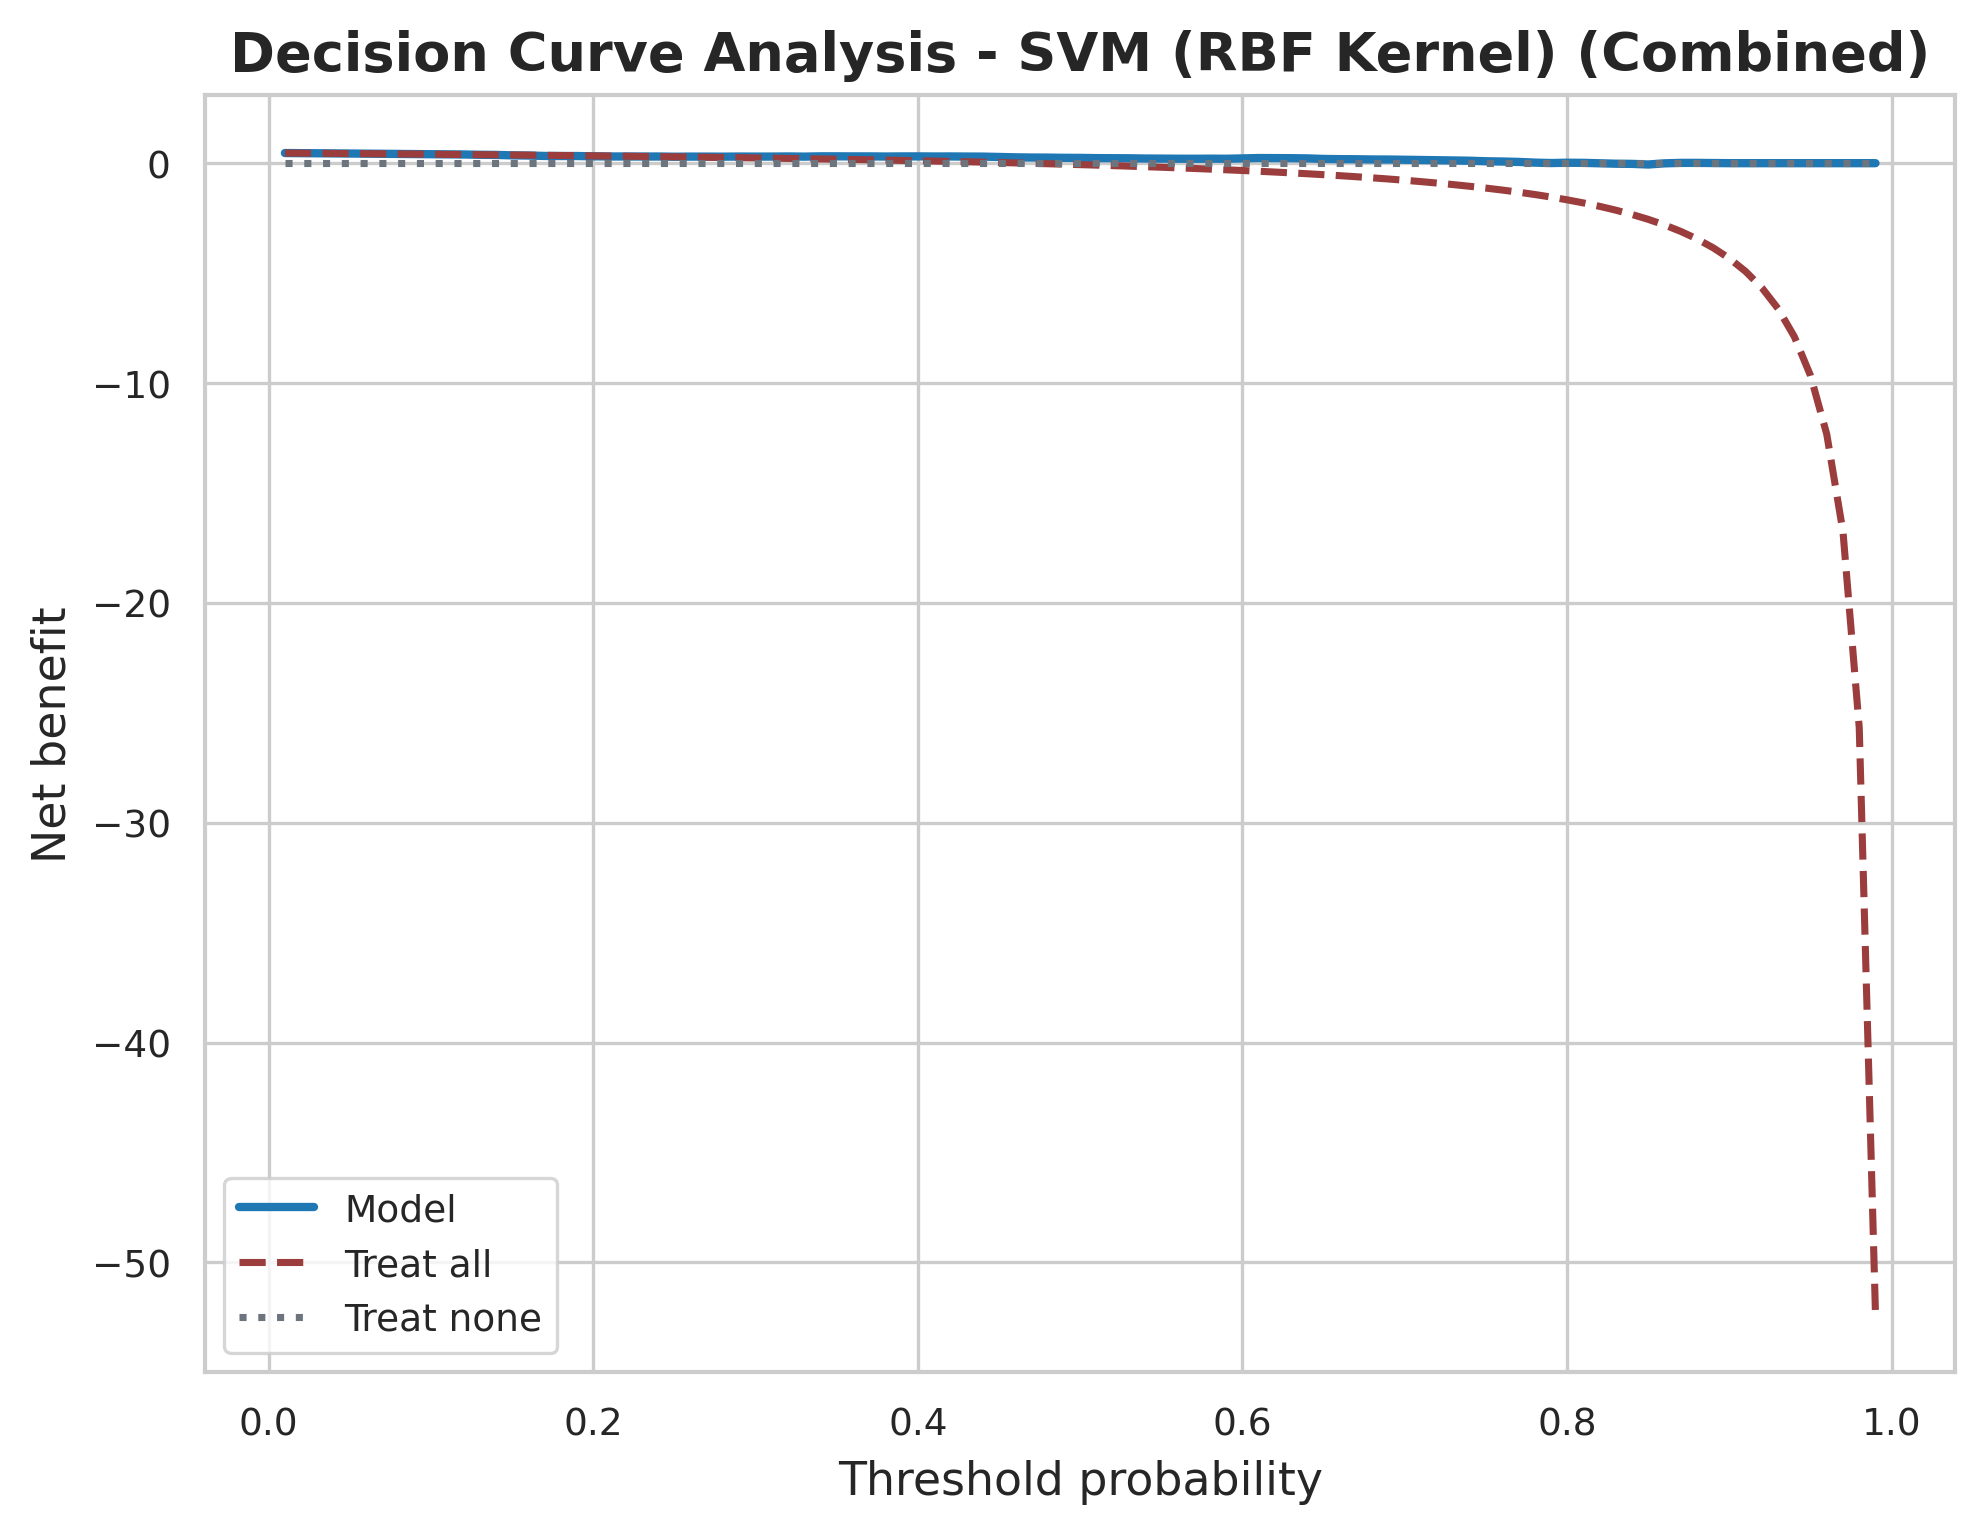 Decision Curve Analysis - SVM (RBF Kernel) (Combined)
0
−10
−20
−30
−40
−50
Net benefit
Model
Treat all
Treat none
0.0 0.2 0.4 0.6 0.8 1.0
Threshold probability